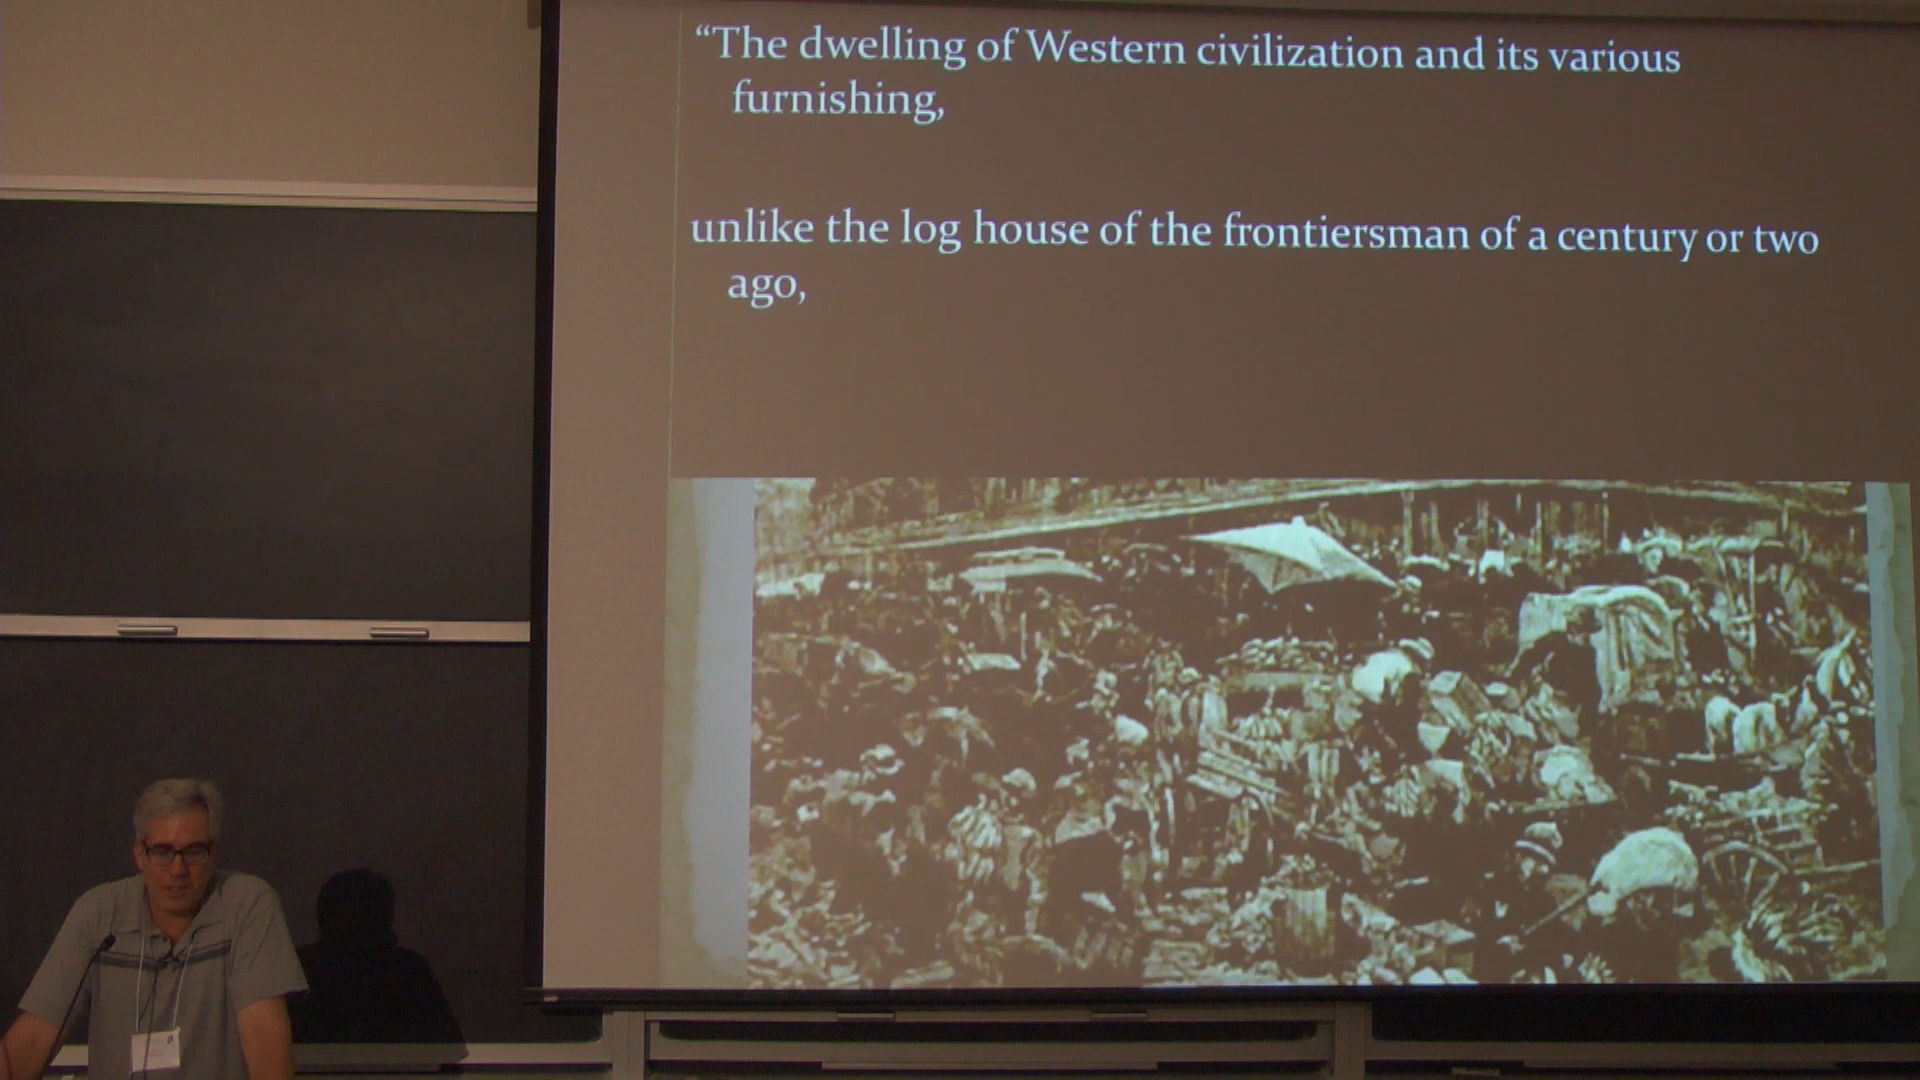 “The dwelling of Western civilization and its various
furnishing,
unlike the log house of the frontiersman of a century or two
ago,